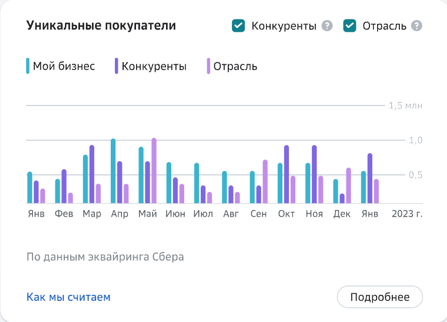 Уникальные покупатели
Конкуренты ? Отрасль ?
Мой бизнес Конкуренты Отрасль
1,5 млн
1.0
0.5
Янв Фев Мар Апр Май Июн Июл Авг Сен Окт Ноя Дек Янв 2023 г.
По данным эквайринга Сбера
Как мы считаем Подробнее